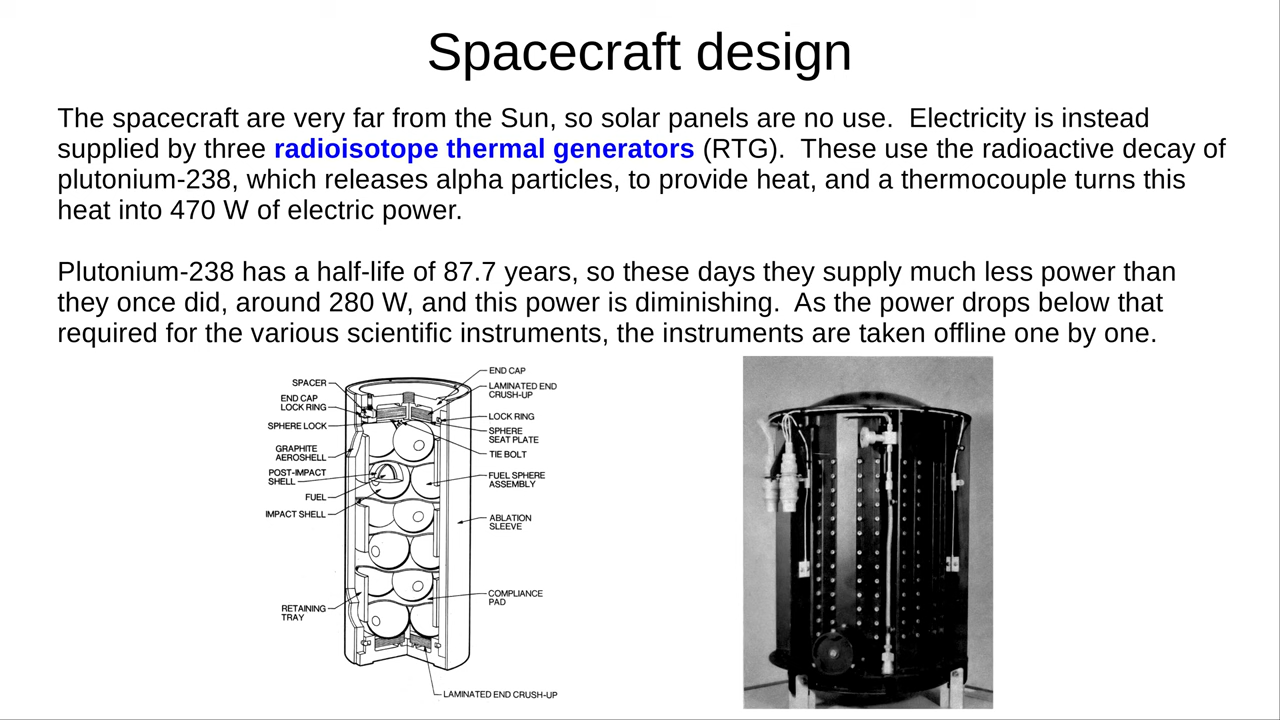 Spacecraft design
The spacecraft are very far from the Sun, so solar panels are no use.  Electricity is instead
supplied by three radioisotope thermal generators (RTG).  These use the radioactive decay of
plutonium-238, which releases alpha particles, to provide heat, and a thermocouple turns this
heat into 470 W of electric power.
Plutonium-238 has a half-life of 87.7 years, so these days they supply much less power than
they once did, around 280 W, and this power is diminishing.  As the power drops below that
required for the various scientific instruments, the instruments are taken offline one by one.
SPACER
END CAP
LOCK RING
SPHERE LOCK
GRAPHITE
AEROSHELL
POST-IMPACT
SHELL
FUEL
IMPACT SHELL
RETAINING
TRAY
END CAP
LAMINATED END
CRUSH-UP
LOCK RING
SPHERE
SEAT PLATE
TIE BOLT
FUEL SPHERE
ASSEMBLY
ABLATION
SLEEVE
COMPLIANCE
PAD
LAMINATED END CRUSH-UP